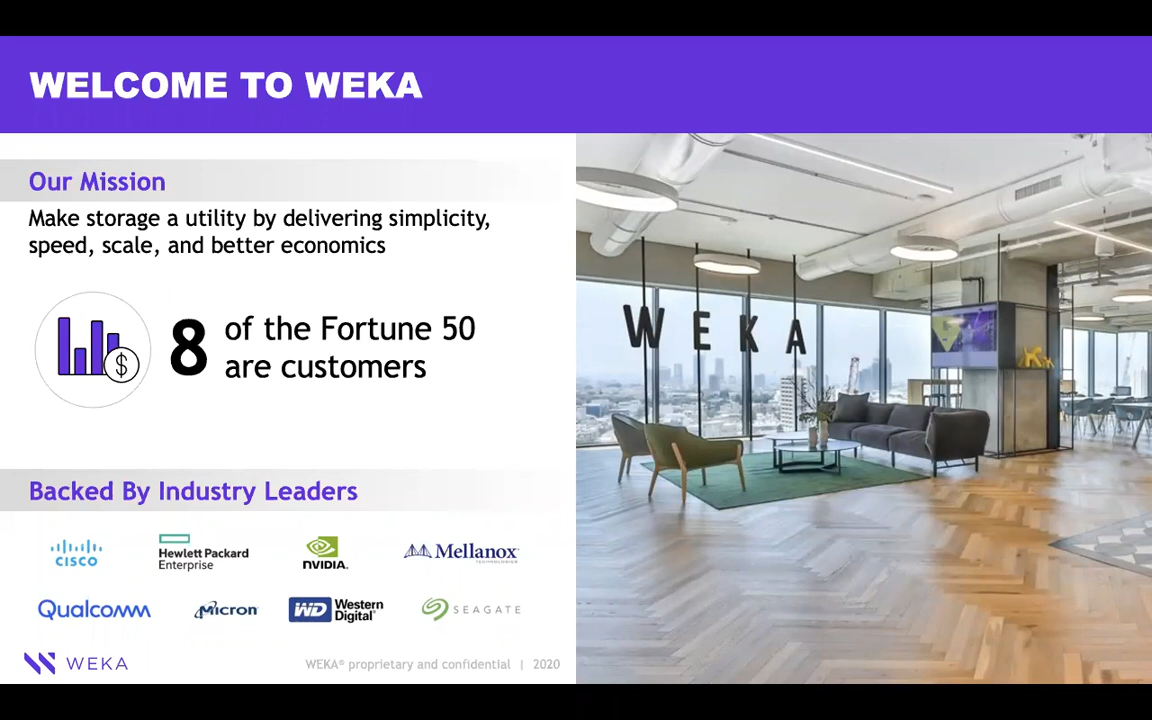 WELCOME TO WEKA
Our Mission
Make storage a utility by delivering simplicity,
speed, scale, and better economics
$
8
of the Fortune 50
are customers
Backed By Industry Leaders
CISCO
Hewlett Packard
Enterprise
NVIDIA.
Mellanox
TECHNOLOGIES
Qualcomm
Micron
WD Western
Digital®
SEAGATE
WEKA
WEKA® proprietary and confidential | 2020
WEKA